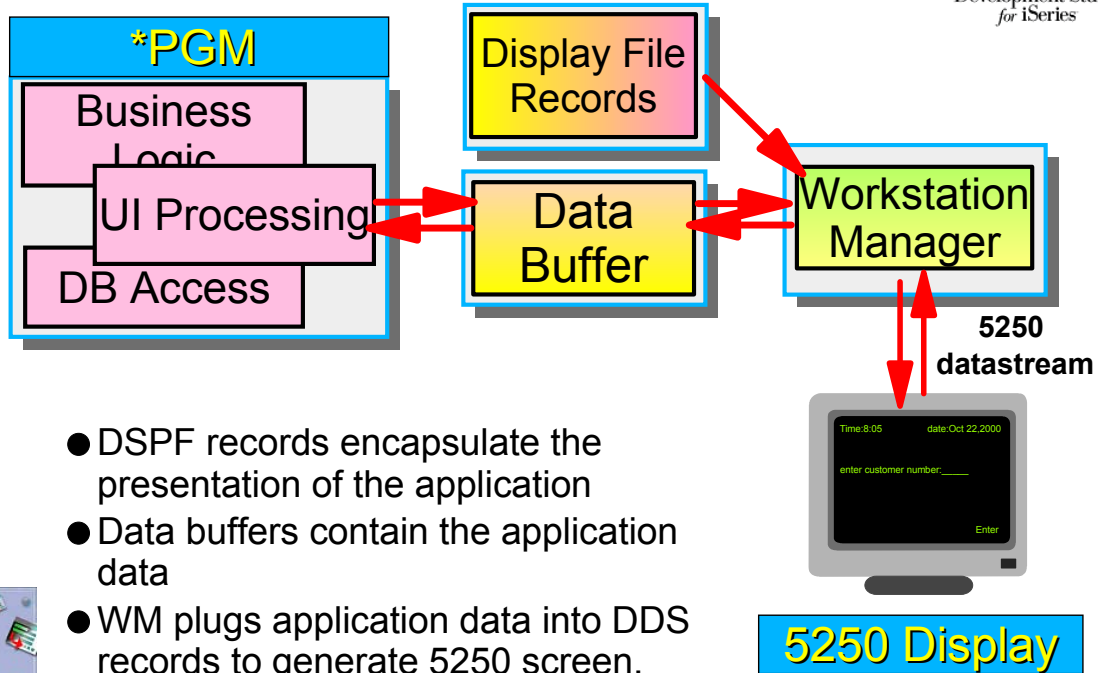 for iSeries
*PGM
Business
Logic
UI Processing
DB Access
Display File
Records
Data
Buffer
Workstation
Manager
5250
datastream
Time:8:05 date:Oct 22,2000
enter customer number:_____
Enter
5250 Display
●DSPF records encapsulate the
presentation of the application
●Data buffers contain the application
data
●WM plugs application data into DDS
records to generate 5250 screen.